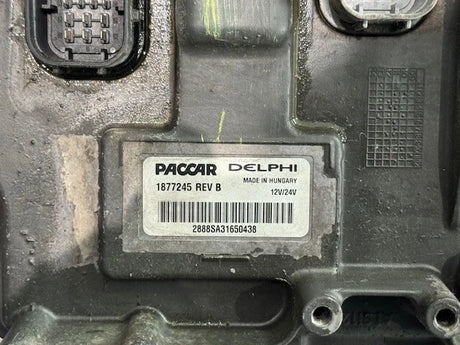 PACCAR DELPHI
MADE IN HUNGARY
1877245 REV B
12V/24V
2888SA31650438